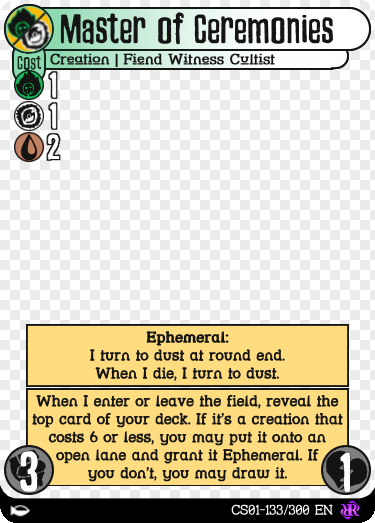 Master of Ceremonies
Cost
Creation | Fiend Witness Cultist
1
1
2
Ephemeral:
I turn to dust at round end.
When I die, I turn to dust.
When I enter or leave the field, reveal the
top card of your deck. If it's a creation that
costs 6 or less, you may put it onto an
open lane and grant it Ephemeral. If
you don't, you may draw it.
3
1
CS01-133/300 EN